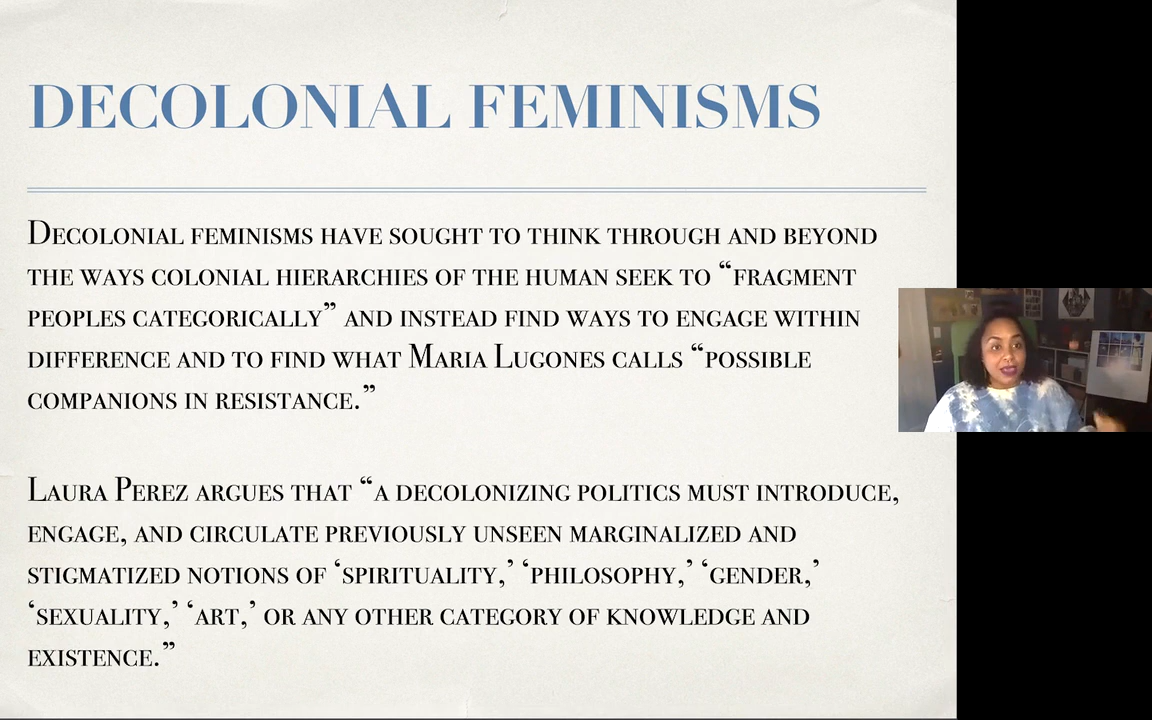 DECOLONIAL FEMINISMS
Decolonial feminisms have sought to think through and beyond
the ways colonial hierarchies of the human seek to “fragment
peoples categorically” and instead find ways to engage within
difference and to find what Maria Lugones calls “possible
companions in resistance.”
Laura Perez argues that “a decolonizing politics must introduce,
engage, and circulate previously unseen marginalized and
stigmatized notions of ‘spirituality,’ ‘philosophy,’ ‘gender,’
‘sexuality,’ ‘art,’ or any other category of knowledge and
existence.”